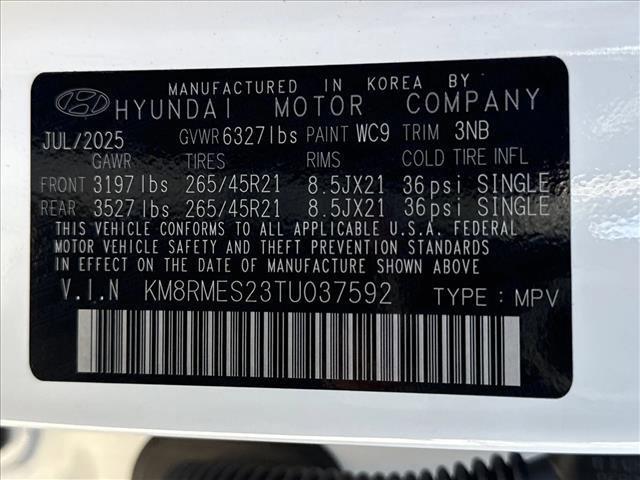 MANUFACTURED IN KOREA BY
HYUNDAI MOTOR COMPANY
JUL/2025 GVWR 6327lbs PAINT WC9 TRIM 3NB
GAWR TIRES RIMS COLD TIRE INFL
FRONT 3197lbs 265/45R21 8.5JX21 36psi SINGLE
REAR 3527lbs 265/45R21 8.5JX21 36psi SINGLE
THIS VEHICLE CONFORMS TO ALL APPLICABLE U.S.A. FEDERAL
MOTOR VEHICLE SAFETY AND THEFT PREVENTION STANDARDS
IN EFFECT ON THE DATE OF MANUFACTURE SHOWN ABOVE
V.I.N KM8RMES23TU037592 TYPE : MPV